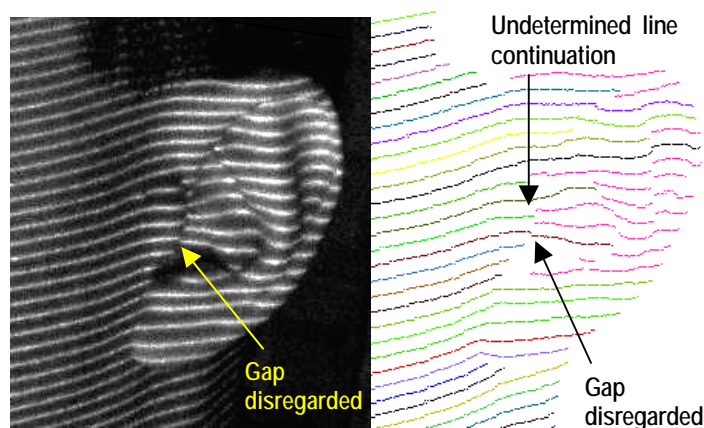 Undetermined line
continuation
Gap
disregarded
Gap
disregarded